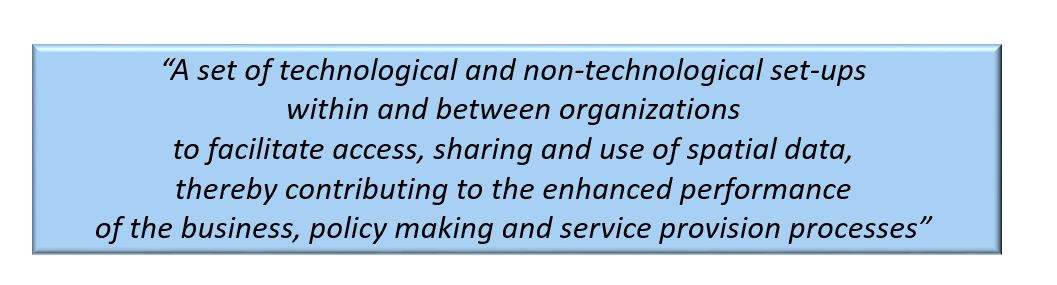 “A set of technological and non-technological set-ups
within and between organizations
to facilitate access, sharing and use of spatial data,
thereby contributing to the enhanced performance
of the business, policy making and service provision processes”